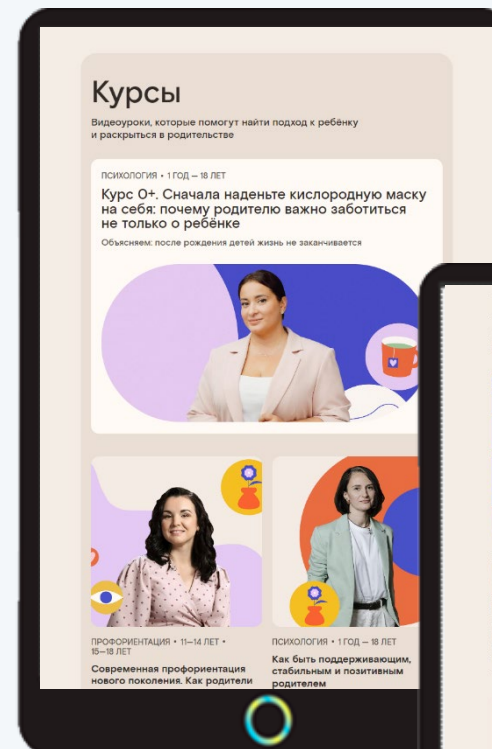 Курсы
Видеоуроки, которые помогут найти подход к ребёнку
и раскрыться в родительстве
ПСИХОЛОГИЯ • 1 ГОД — 18 ЛЕТ
Курс 0+. Сначала наденьте кислородную маску
на себя: почему родителю важно заботиться
не только о ребёнке
Объясняем: после рождения детей жизнь не заканчивается
ПРОФОРИЕНТАЦИЯ • 11—14 ЛЕТ •
15—18 ЛЕТ
Современная профориентация
нового поколения. Как родители
ПСИХОЛОГИЯ • 1 ГОД — 18 ЛЕТ
Как быть поддерживающим,
стабильным и позитивным
родителем